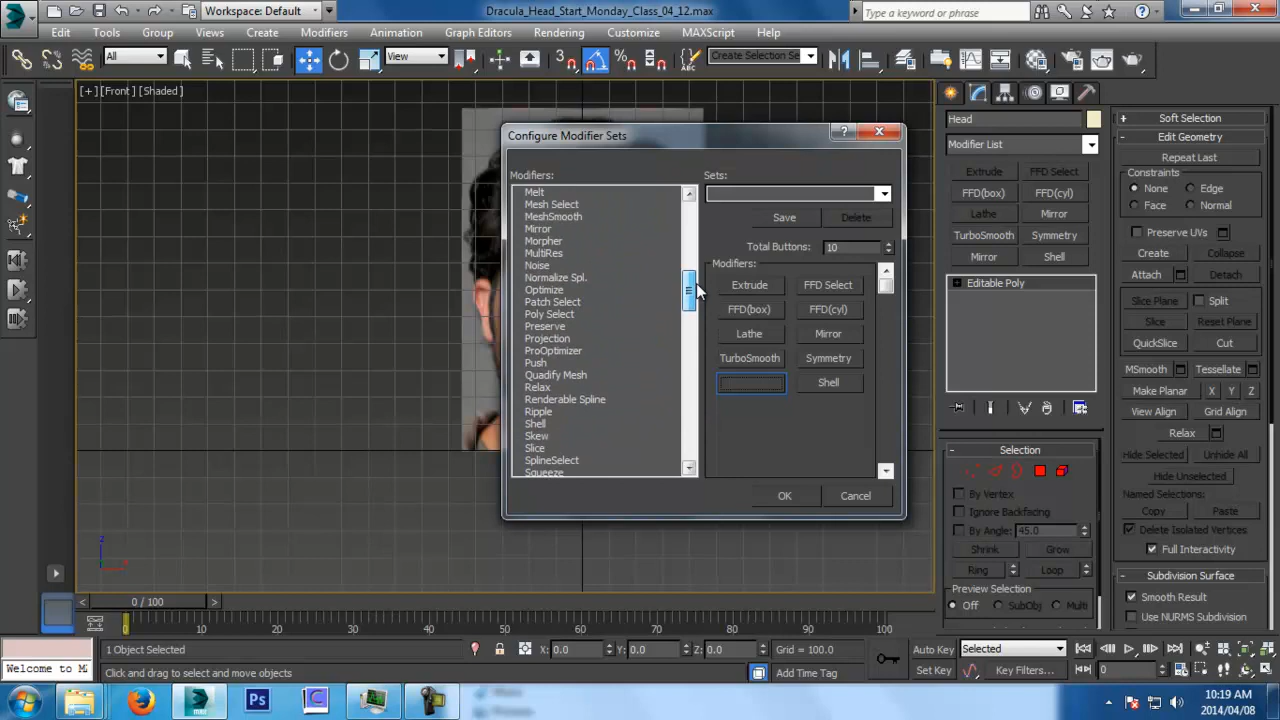 Workspace: Default
Dracula_Head_Start_Monday_Class_04_12.max
Type a keyword or phrase
Edit Tools Group Views Create Modifiers Animation Graph Editors Rendering Customize MAXScript Help
All
View
3
Create Selection Se
[+] [Front] [Shaded]
Configure Modifier Sets
Modifiers:
Melt
Mesh Select
MeshSmooth
Mirror
Morpher
MultiRes
Noise
Normalize Spl.
Optimize
Patch Select
Poly Select
Preserve
Projection
ProOptimizer
Push
Quadify Mesh
Relax
Renderable Spline
Ripple
Shell
Skew
Slice
SplineSelect
Squeeze
Sets:
Save Delete
Total Buttons: 10
Modifiers:
Extrude FFD Select
FFD(box) FFD(cyl)
Lathe Mirror
TurboSmooth Symmetry
Shell
OK Cancel
Head
Modifier List
Extrude FFD Select
FFD(box) FFD(cyl)
Lathe Mirror
TurboSmooth Symmetry
Mirror Shell
Editable Poly
Selection
By Vertex
Ignore Backfacing
By Angle: 45.0
Shrink Grow
Ring Loop
Preview Selection
Off SubObj Multi
Soft Selection
Edit Geometry
Repeat Last
Constraints
None Edge
Face Normal
Preserve UVs
Create Collapse
Attach Detach
Slice Plane Split
Slice Reset Plane
QuickSlice Cut
MSmooth Tessellate
Make Planar X Y Z
View Align Grid Align
Relax
Hide Selected Unhide All
Hide Unselected
Named Selections:
Copy Paste
Delete Isolated Vertices
Full Interactivity
Subdivision Surface
Smooth Result
Use NURMS Subdivision
z
0 / 100
0 10 20 30 40 50 60 70 80 90 100
1 Object Selected X: 0.0 Y: 0.0 Z: 0.0 Grid = 100.0 Auto Key Selected
Welcome to M Click and drag to select and move objects Add Time Tag Set Key Key Filters... 0
Ps
10:19 AM
2014/04/08